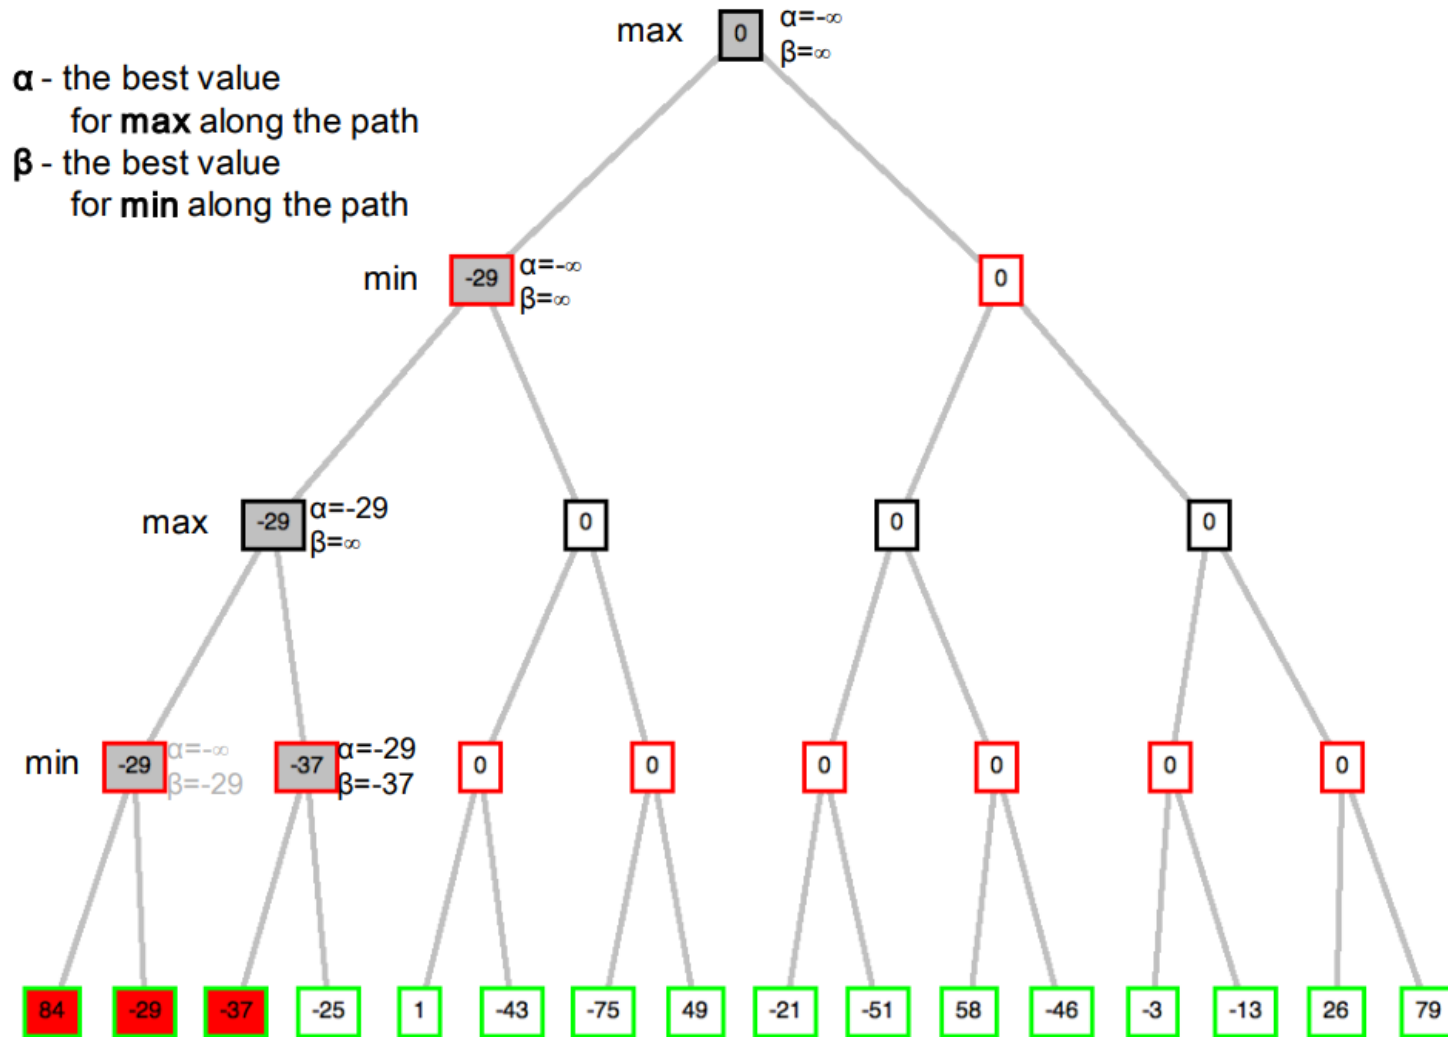 max 0 α=-∞
β=∞
α - the best value
for max along the path
β - the best value
for min along the path
min -29 α=-∞
β=∞
0
max -29 α=-29
β=∞
0 0 0
min -29 α=-∞
β=-29
-37 α=-29
β=-37
0 0 0 0 0 0
84 -29 -37 -25 1 -43 -75 49 -21 -51 58 -46 -3 -13 26 79